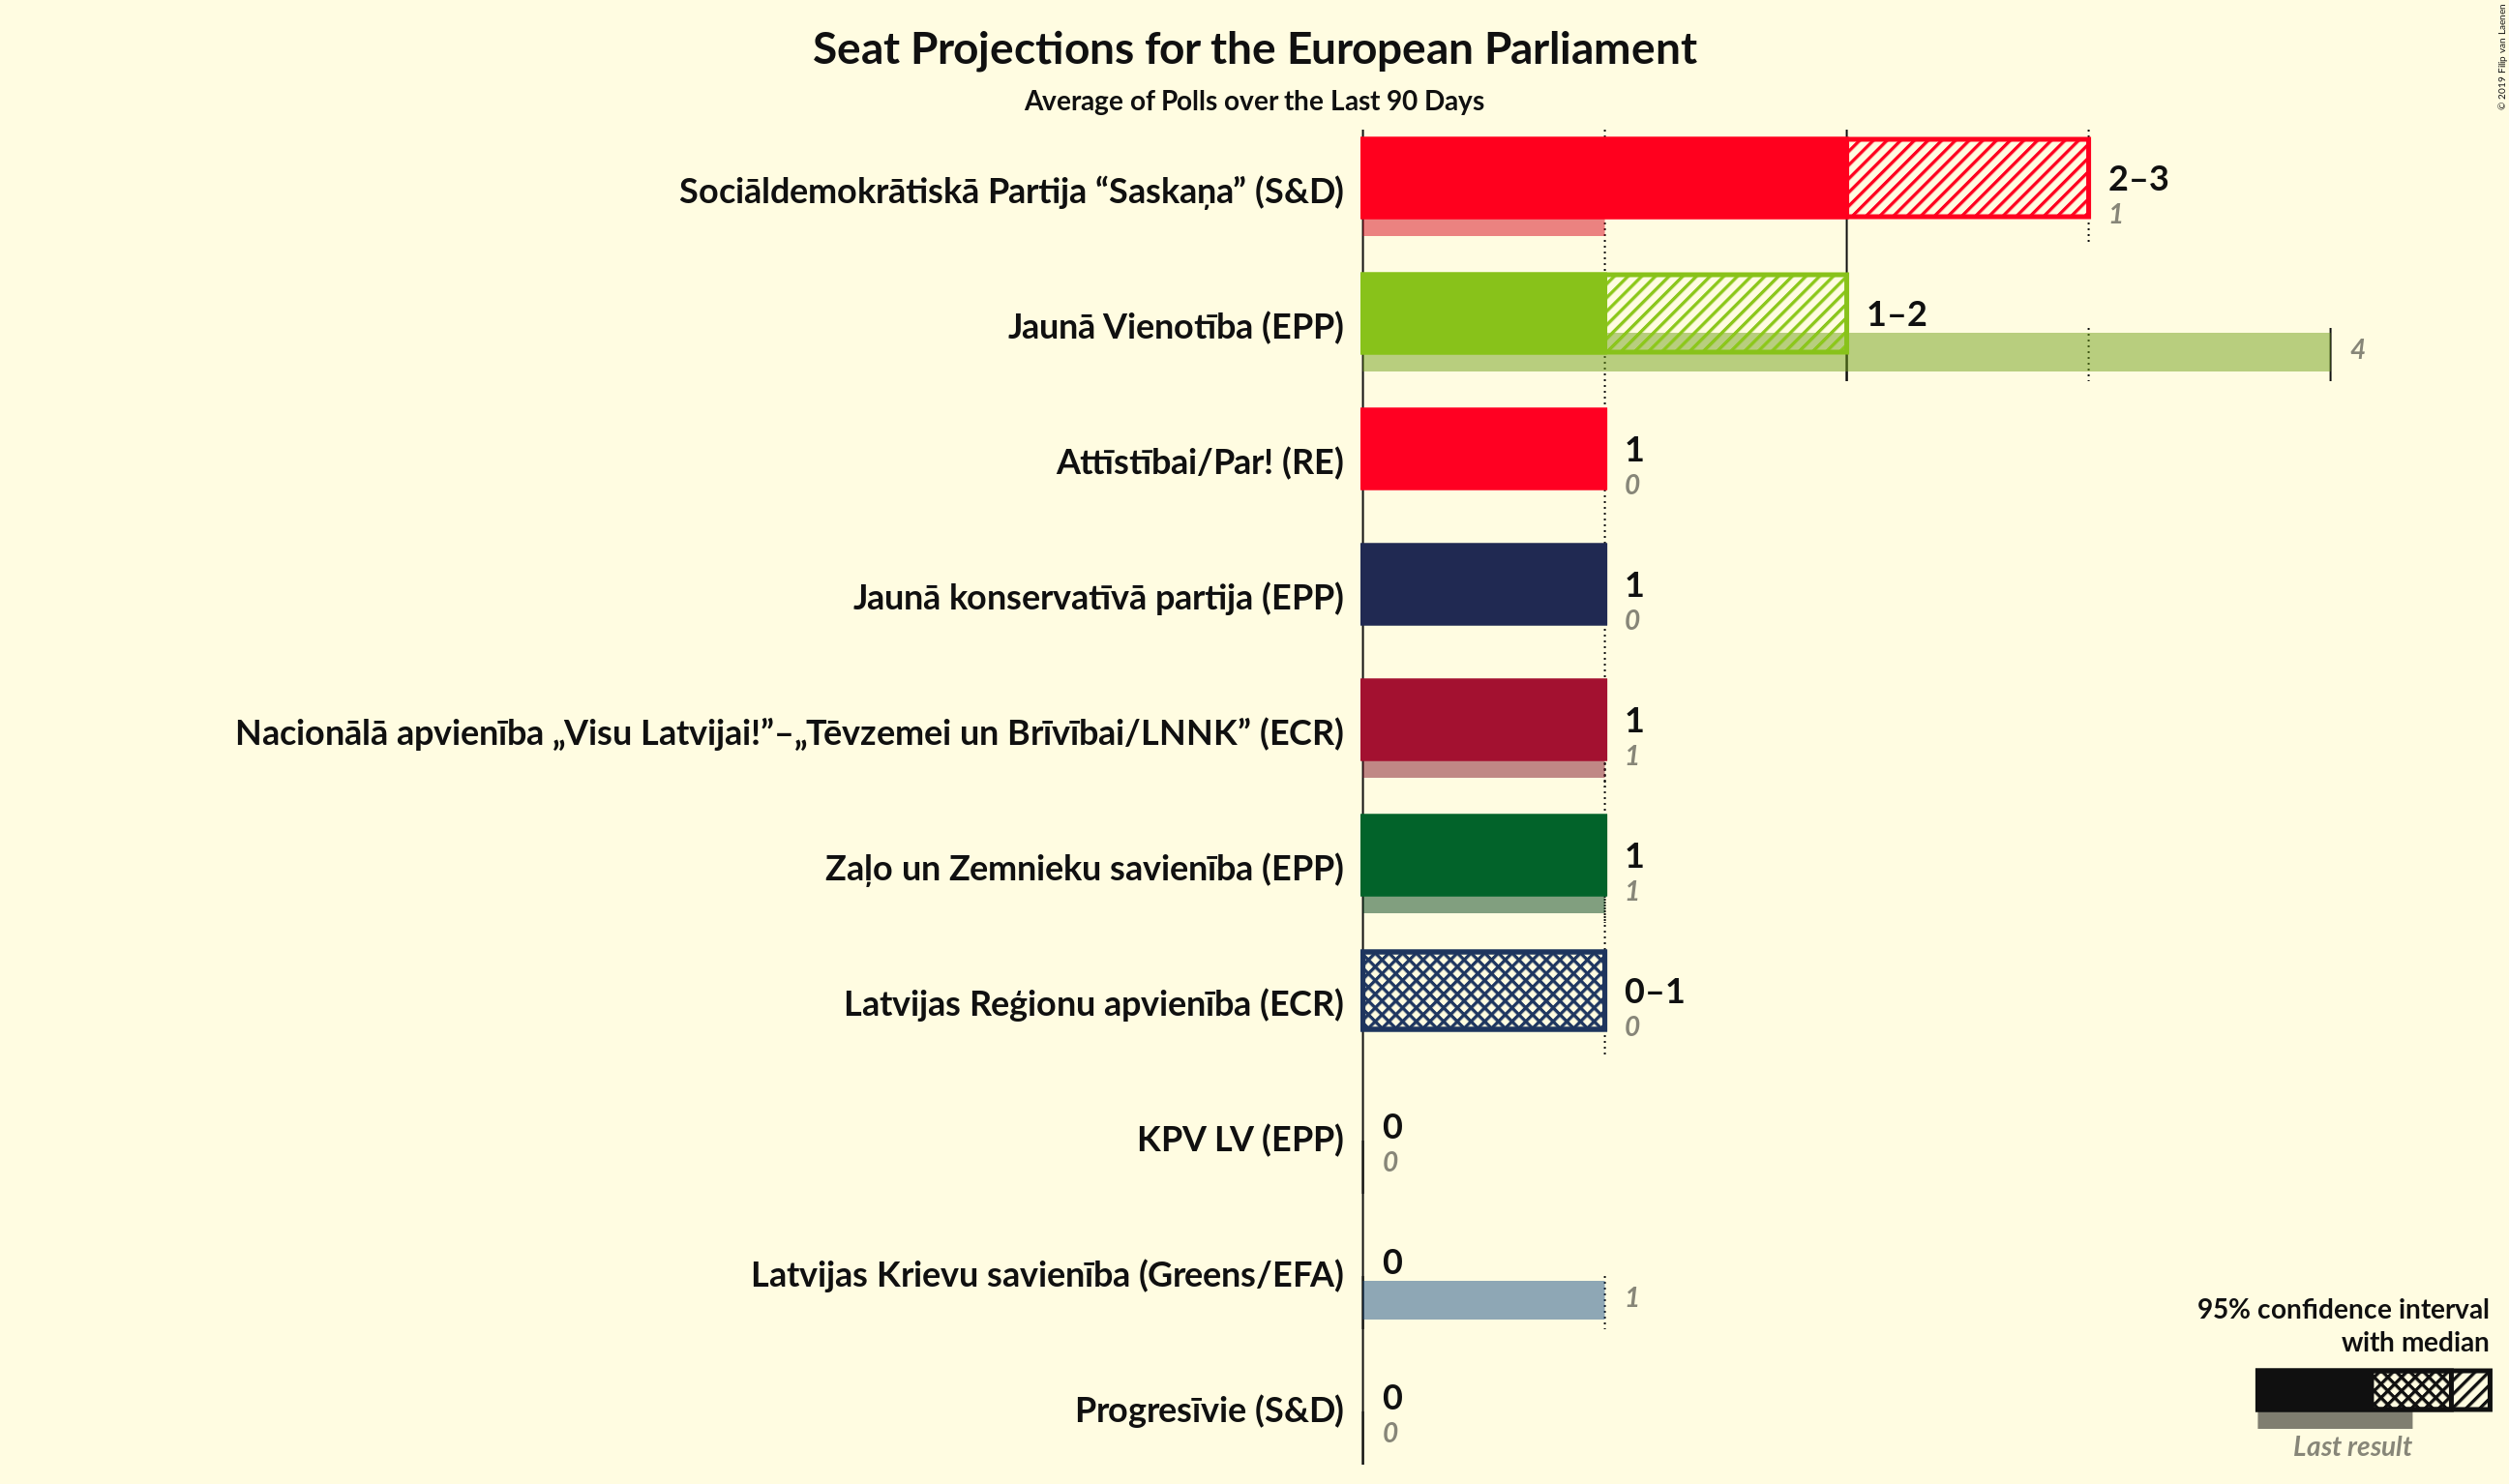 Seat Projections for the European Parliament
Average of Polls over the Last 90 Days
© 2019 Filip van Laenen
Sociāldemokrātiskā Partija “Saskaņa” (S&D)
2–3
1
Jaunā Vienotība (EPP)
1–2
4
Attīstībai/Par! (RE)
1
0
Jaunā konservatīvā partija (EPP)
1
0
Nacionālā apvienība „Visu Latvijai!”–„Tēvzemei un Brīvībai/LNNK” (ECR)
1
1
Zaļo un Zemnieku savienība (EPP)
1
1
Latvijas Reģionu apvienība (ECR)
0–1
0
KPV LV (EPP)
0
0
Latvijas Krievu savienība (Greens/EFA)
0
1
Progresīvie (S&D)
0
0
95% confidence interval
with median
Last result